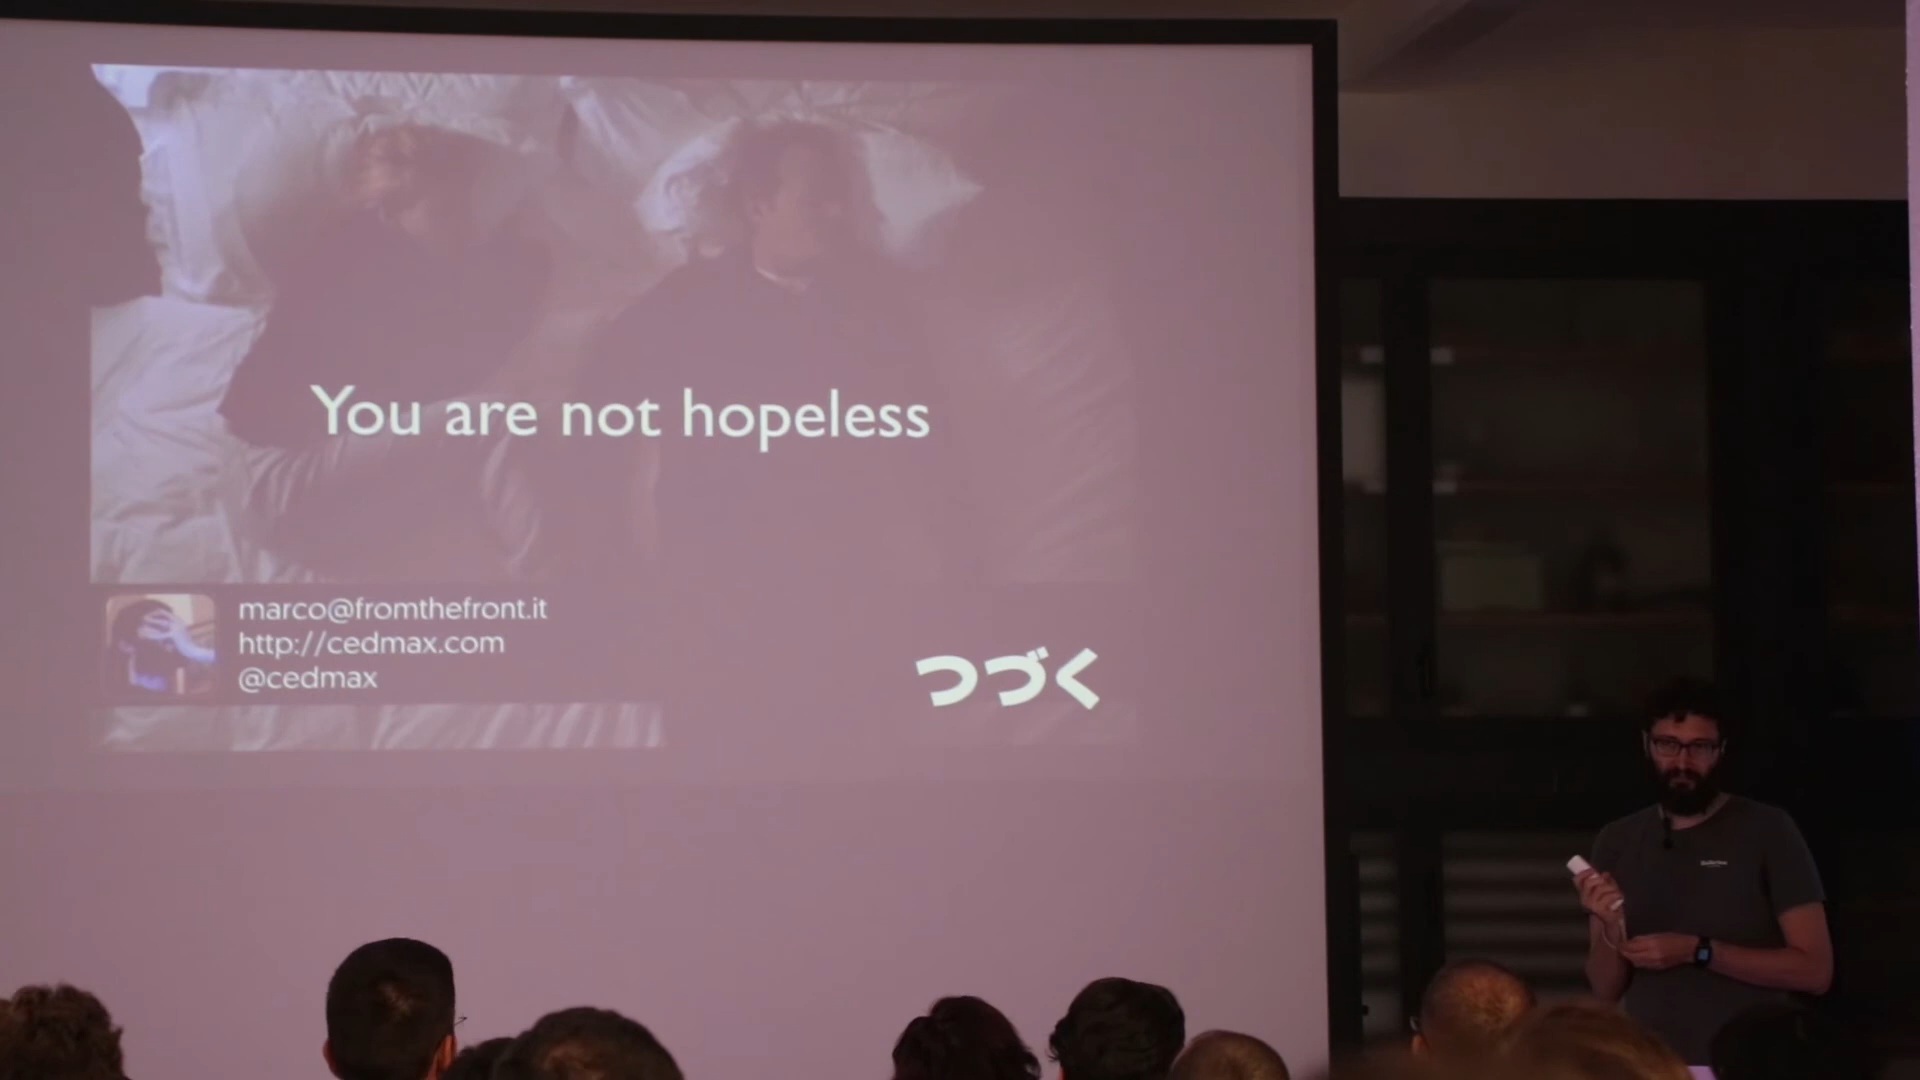 You are not hopeless
marco@fromthefront.it
http://cedmax.com
@cedmax
つづく